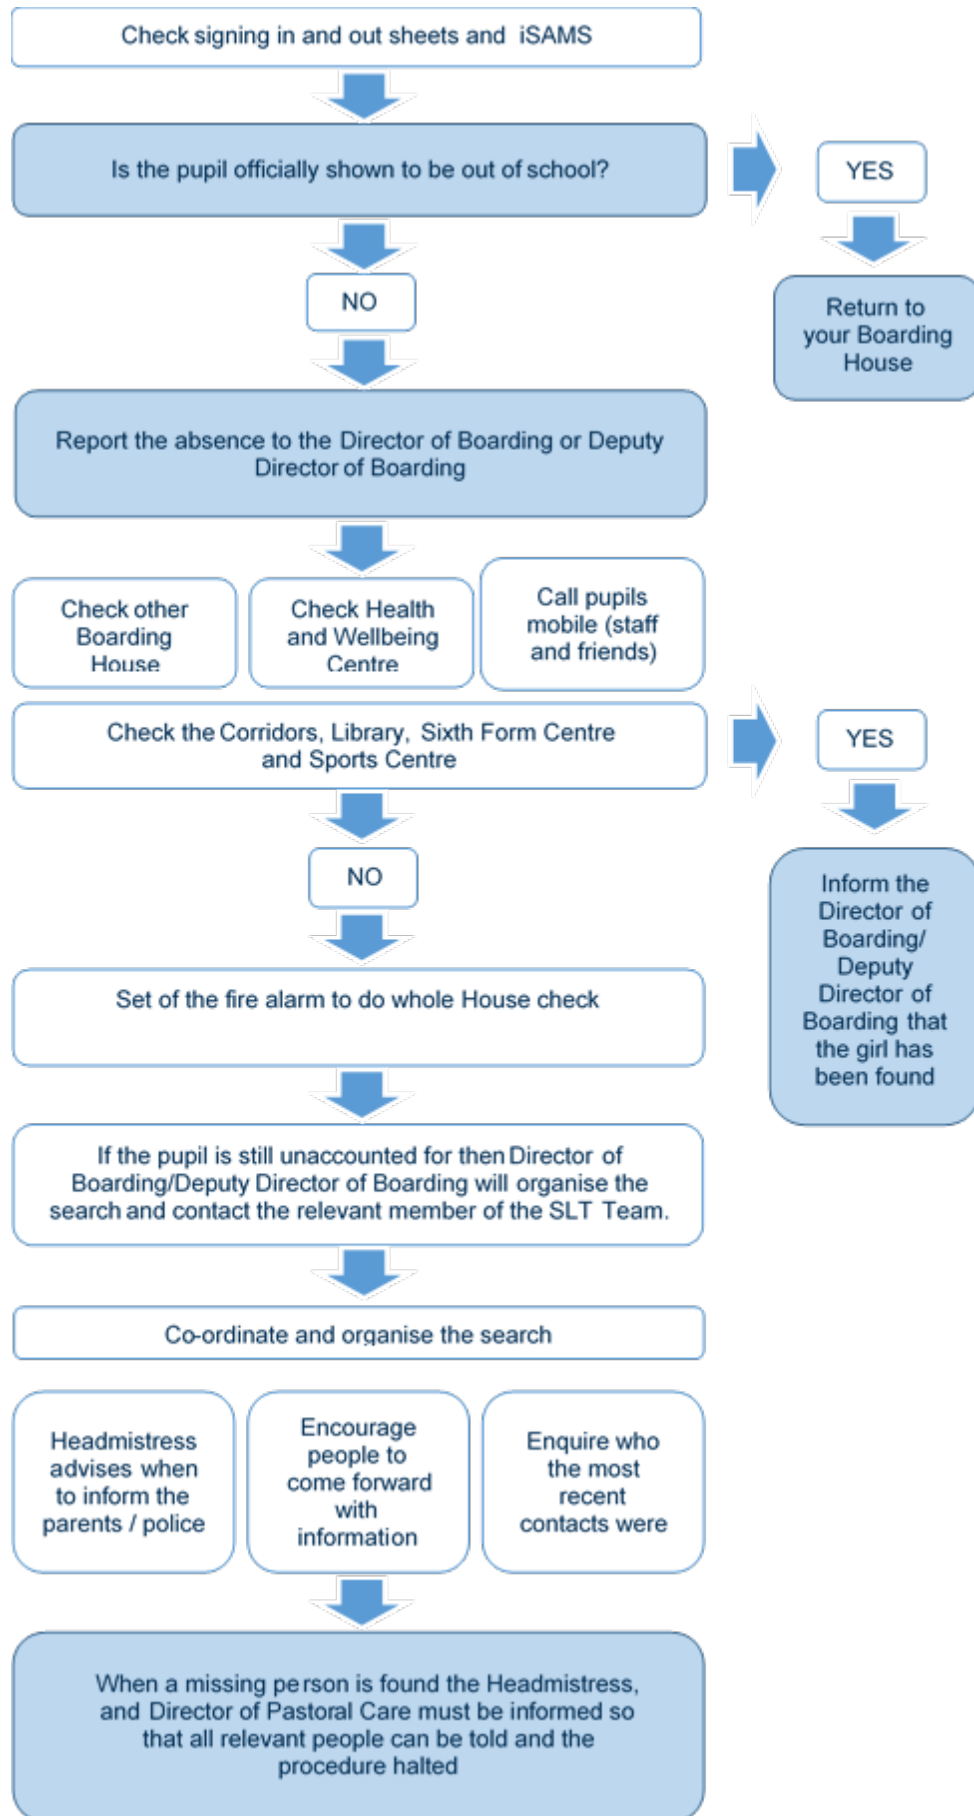 Check signing in and out sheets and iSAMS
Is the pupil officially shown to be out of school?
YES
NO
Return to
your Boarding
House
Report the absence to the Director of Boarding or Deputy
Director of Boarding
Check other
Boarding
House
Check Health
and Wellbeing
Centre
Call pupils
mobile (staff
and friends)
Check the Corridors, Library, Sixth Form Centre
and Sports Centre
YES
NO
Inform the
Director of
Boarding/
Deputy
Director of
Boarding that
the girl has
been found
Set of the fire alarm to do whole House check
If the pupil is still unaccounted for then Director of
Boarding/Deputy Director of Boarding will organise the
search and contact the relevant member of the SLT Team.
Co-ordinate and organise the search
Headmistress
advises when
to inform the
parents / police
Encourage
people to
come forward
with
information
Enquire who
the most
recent
contacts were
When a missing person is found the Headmistress,
and Director of Pastoral Care must be informed so
that all relevant people can be told and the
procedure halted